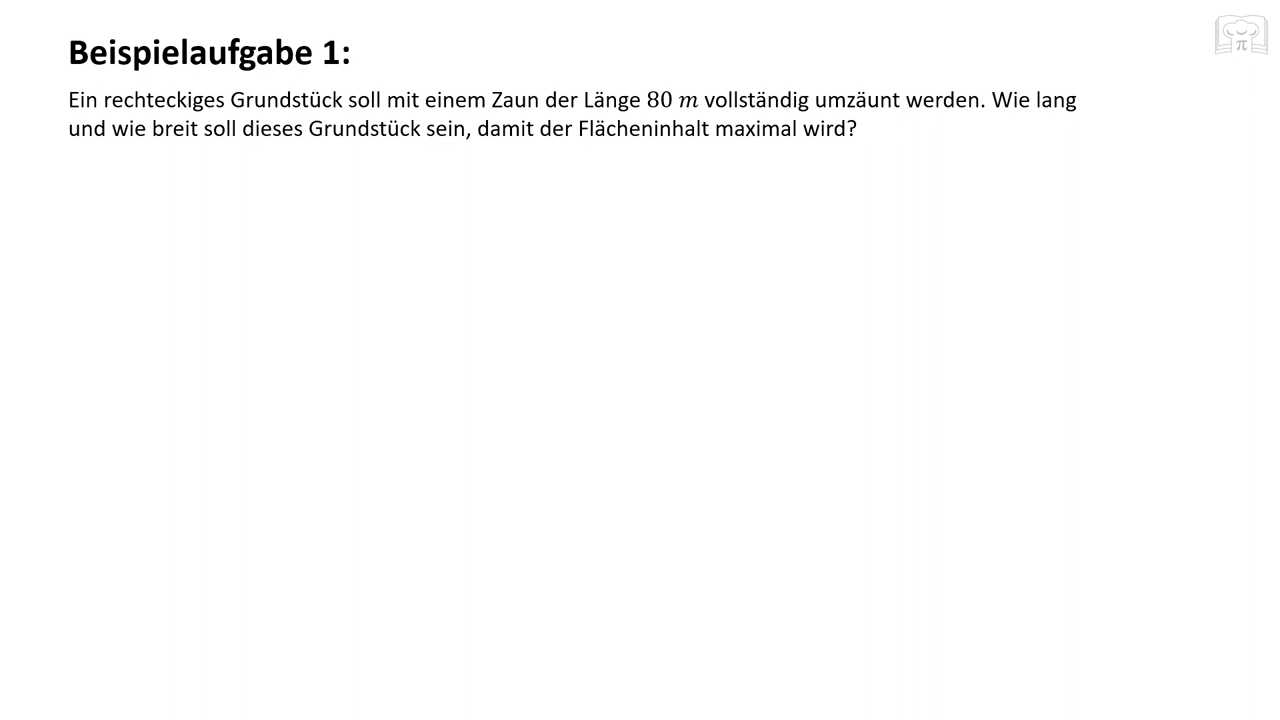 Beispielaufgabe 1:
Ein rechteckiges Grundstück soll mit einem Zaun der Länge 80 m vollständig umzäunt werden. Wie lang
und wie breit soll dieses Grundstück sein, damit der Flächeninhalt maximal wird?
π